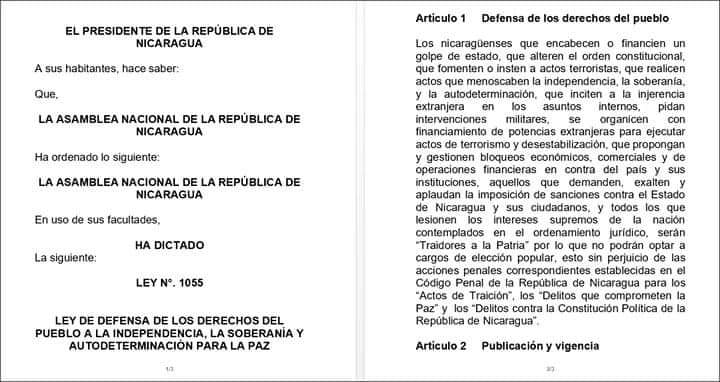 EL PRESIDENTE DE LA REPÚBLICA DE
NICARAGUA
A sus habitantes, hace saber:
Que,
LA ASAMBLEA NACIONAL DE LA REPÚBLICA DE
NICARAGUA
Ha ordenado lo siguiente:
LA ASAMBLEA NACIONAL DE LA REPÚBLICA DE
NICARAGUA
En uso de sus facultades,
HA DICTADO
La siguiente:
LEY N°. 1055
LEY DE DEFENSA DE LOS DERECHOS DEL
PUEBLO A LA INDEPENDENCIA, LA SOBERANÍA Y
AUTODETERMINACIÓN PARA LA PAZ
1/3
Artículo 1 Defensa de los derechos del pueblo
Los nicaragüenses que encabecen o financien un
golpe de estado, que alteren el orden constitucional,
que fomenten o insten a actos terroristas, que realicen
actos que menoscaben la independencia, la soberanía,
y la autodeterminación, que inciten a la injerencia
extranjera en los asuntos internos, pidan
intervenciones militares, se organicen con
financiamiento de potencias extranjeras para ejecutar
actos de terrorismo y desestabilización, que propongan
y gestionen bloqueos económicos, comerciales y de
operaciones financieras en contra del país y sus
instituciones, aquellos que demanden, exalten y
aplaudan la imposición de sanciones contra el Estado
de Nicaragua y sus ciudadanos, y todos los que
lesionen los intereses supremos de la nación
contemplados en el ordenamiento jurídico, serán
“Traidores a la Patria” por lo que no podrán optar a
cargos de elección popular, esto sin perjuicio de las
acciones penales correspondientes establecidas en el
Código Penal de la República de Nicaragua para los
“Actos de Traición”, los “Delitos que comprometen la
Paz” y los “Delitos contra la Constitución Política de la
República de Nicaragua”.
Artículo 2 Publicación y vigencia
2/3